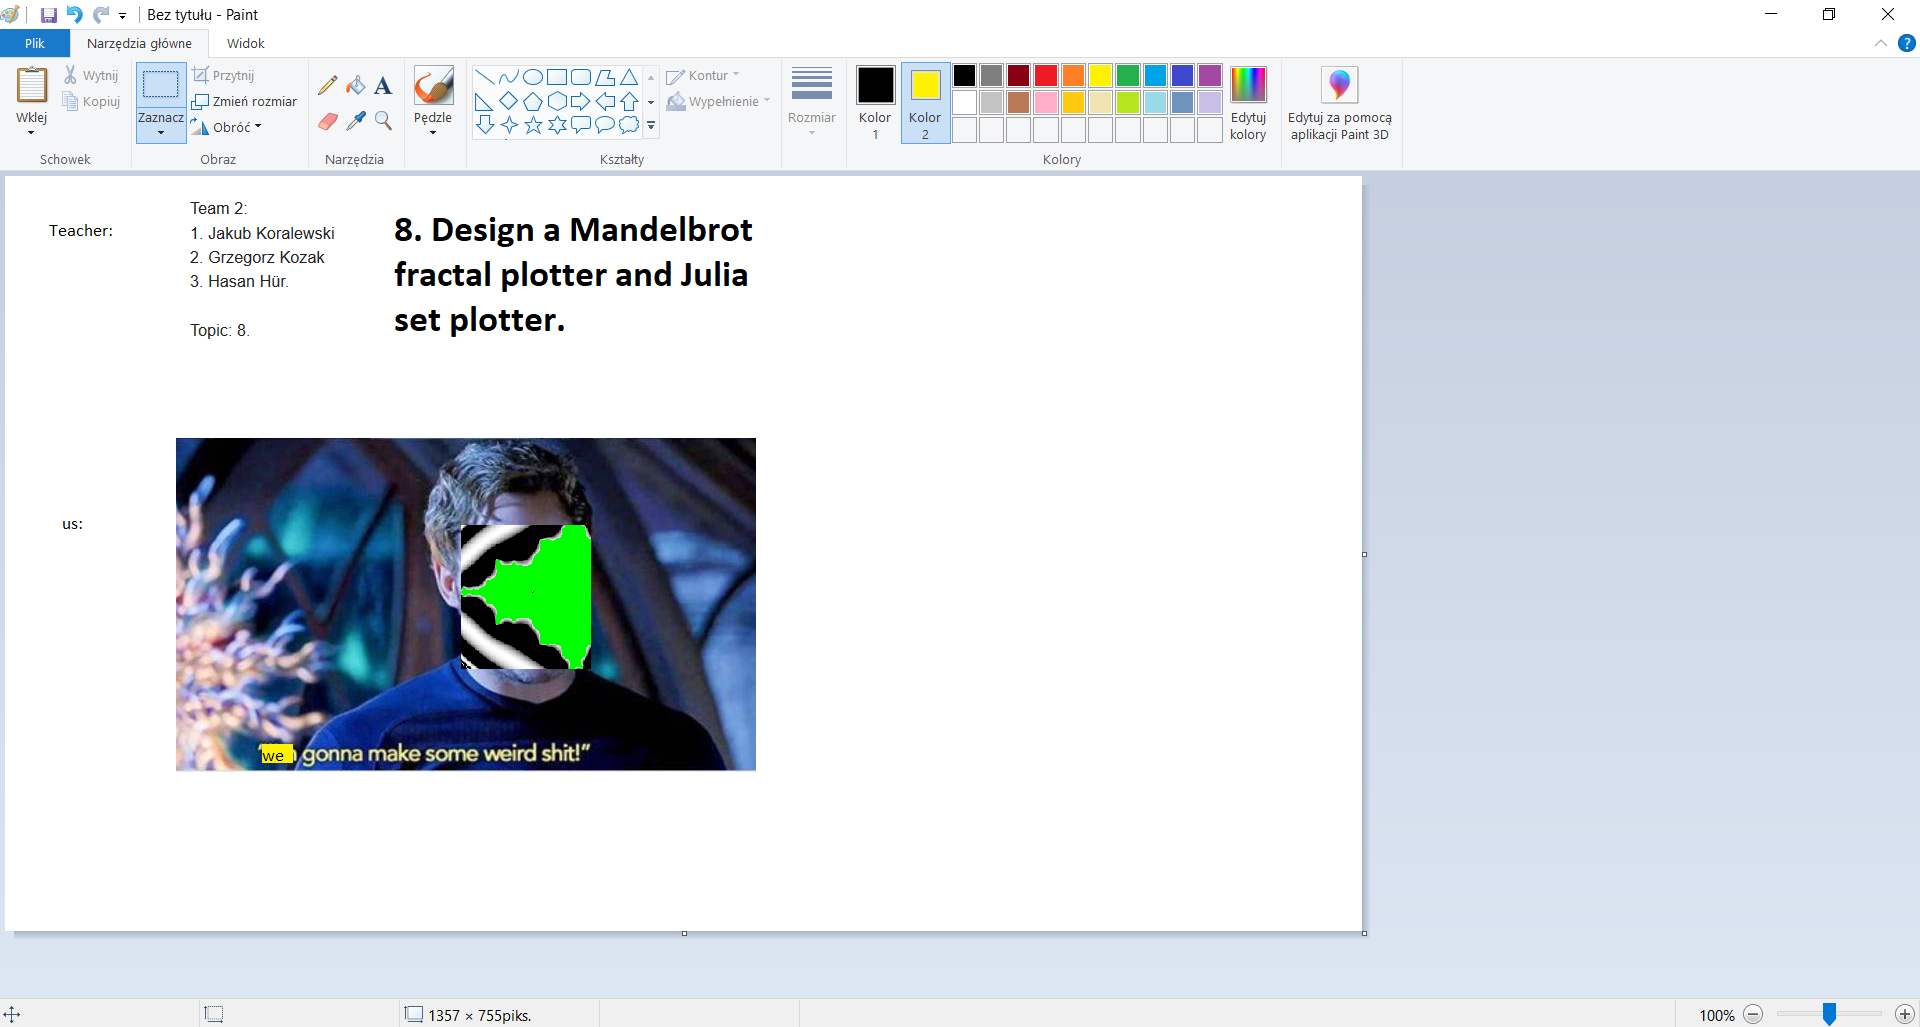 Bez tytułu - Paint
Plik
Narzędzia główne
Widok
Wklej
Wytnij
Kopiuj
Schowek
Zaznacz
Przytnij
Zmień rozmiar
Obróć
Obraz
A
Narzędzia
Pędzle
Kształty
Kontur
Wypełnienie
Rozmiar
Kolor
1
Kolor
2
Edytuj
kolory
Kolory
Edytuj za pomocą
aplikacji Paint 3D
Teacher:
Team 2:
1. Jakub Koralewski
2. Grzegorz Kozak
3. Hasan Hür.
Topic: 8.
8. Design a Mandelbrot
fractal plotter and Julia
set plotter.
us:
we gonna make some weird shit!”
1357 × 755piks.
100%